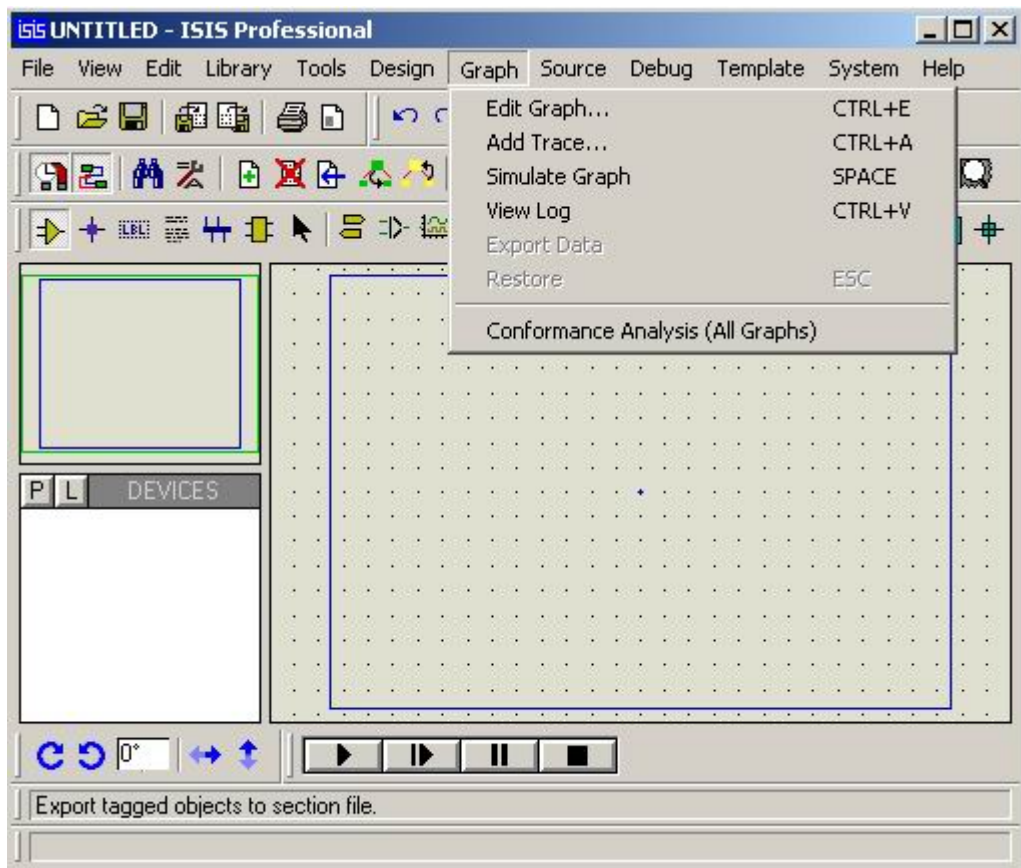 isis UNTITLED - ISIS Professional
File View Edit Library Tools Design Graph Source Debug Template System Help
Edit Graph... CTRL+E
Add Trace... CTRL+A
Simulate Graph SPACE
View Log CTRL+V
Export Data
Restore ESC
Conformance Analysis (All Graphs)
LBL
P L DEVICES
0°
Export tagged objects to section file.